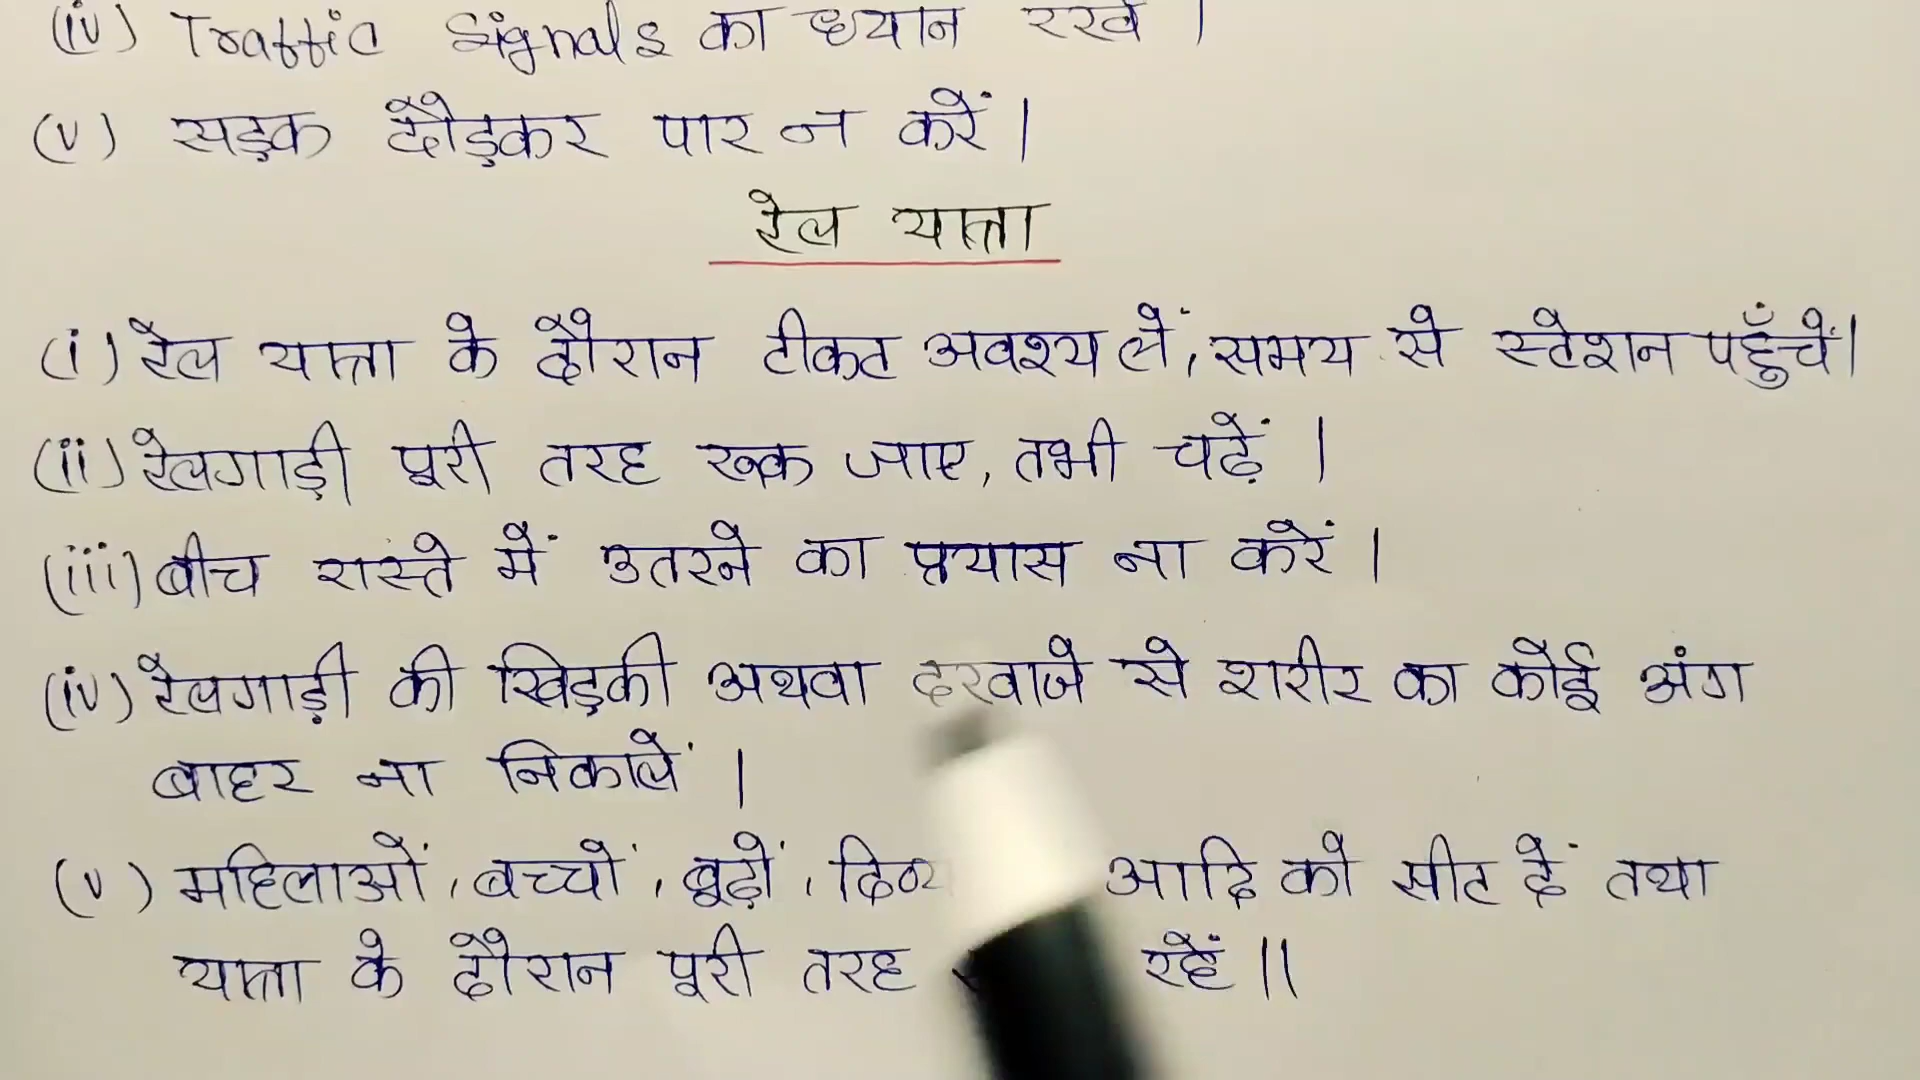 (iv) Traffic Signals का ध्यान रखें |
(v) सड़क दौड़कर पार न करें |
रेल यात्रा
(i) रेल यात्रा के दौरान टीकट अवश्य लें, समय से स्टेशन पहुँचें |
(ii) रेलगाड़ी पूरी तरह रूक जाए, तभी चढ़ें |
(iii) बीच रास्ते में उतरने का प्रयास ना करें |
(iv) रेलगाड़ी की खिड़की अथवा दरवाजे से शरीर का कोई अंग
बाहर ना निकालें |
(v) महिलाओं, बच्चों, बूढ़ों, आदि को सीट दें तथा
यात्रा के दौरान पूरी तरह रहें ||